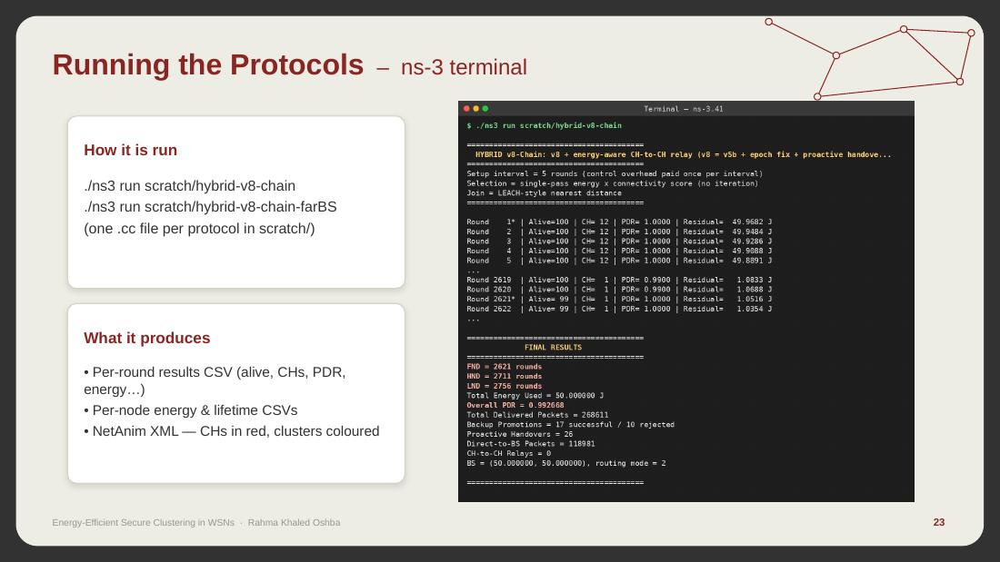 Running the Protocols – ns-3 terminal
How it is run
./ns3 run scratch/hybrid-v8-chain
./ns3 run scratch/hybrid-v8-chain-farBS
(one .cc file per protocol in scratch/)
What it produces
• Per-round results CSV (alive, CHs, PDR,
energy…)
• Per-node energy & lifetime CSVs
• NetAnim XML — CHs in red, clusters coloured
Terminal — ns-3.41
$ ./ns3 run scratch/hybrid-v8-chain
========================================
HYBRID v8-Chain: v8 + energy-aware CH-to-CH relay (v8 = v5b + epoch fix + proactive handove...
========================================
Setup interval = 5 rounds (control overhead paid once per interval)
Selection = single-pass energy x connectivity score (no iteration)
Join = LEACH-style nearest distance
========================================
Round    1* | Alive=100 | CH= 12 | PDR= 1.0000 | Residual=  49.9682 J
Round    2  | Alive=100 | CH= 12 | PDR= 1.0000 | Residual=  49.9484 J
Round    3  | Alive=100 | CH= 12 | PDR= 1.0000 | Residual=  49.9286 J
Round    4  | Alive=100 | CH= 12 | PDR= 1.0000 | Residual=  49.9088 J
Round    5  | Alive=100 | CH= 12 | PDR= 1.0000 | Residual=  49.8891 J
...
Round 2619  | Alive=100 | CH=  1 | PDR= 0.9900 | Residual=   1.0833 J
Round 2620  | Alive=100 | CH=  1 | PDR= 0.9900 | Residual=   1.0688 J
Round 2621* | Alive= 99 | CH=  1 | PDR= 1.0000 | Residual=   1.0516 J
Round 2622  | Alive= 99 | CH=  1 | PDR= 1.0000 | Residual=   1.0354 J
...
========================================
FINAL RESULTS
========================================
FND = 2621 rounds
HND = 2711 rounds
LND = 2756 rounds
Total Energy Used = 50.000000 J
Overall PDR = 0.992668
Total Delivered Packets = 268611
Backup Promotions = 17 successful / 10 rejected
Proactive Handovers = 26
Direct-to-BS Packets = 118981
CH-to-CH Relays = 0
BS = (50.000000, 50.000000), routing mode = 2
========================================
Energy-Efficient Secure Clustering in WSNs · Rahma Khaled Oshba
23